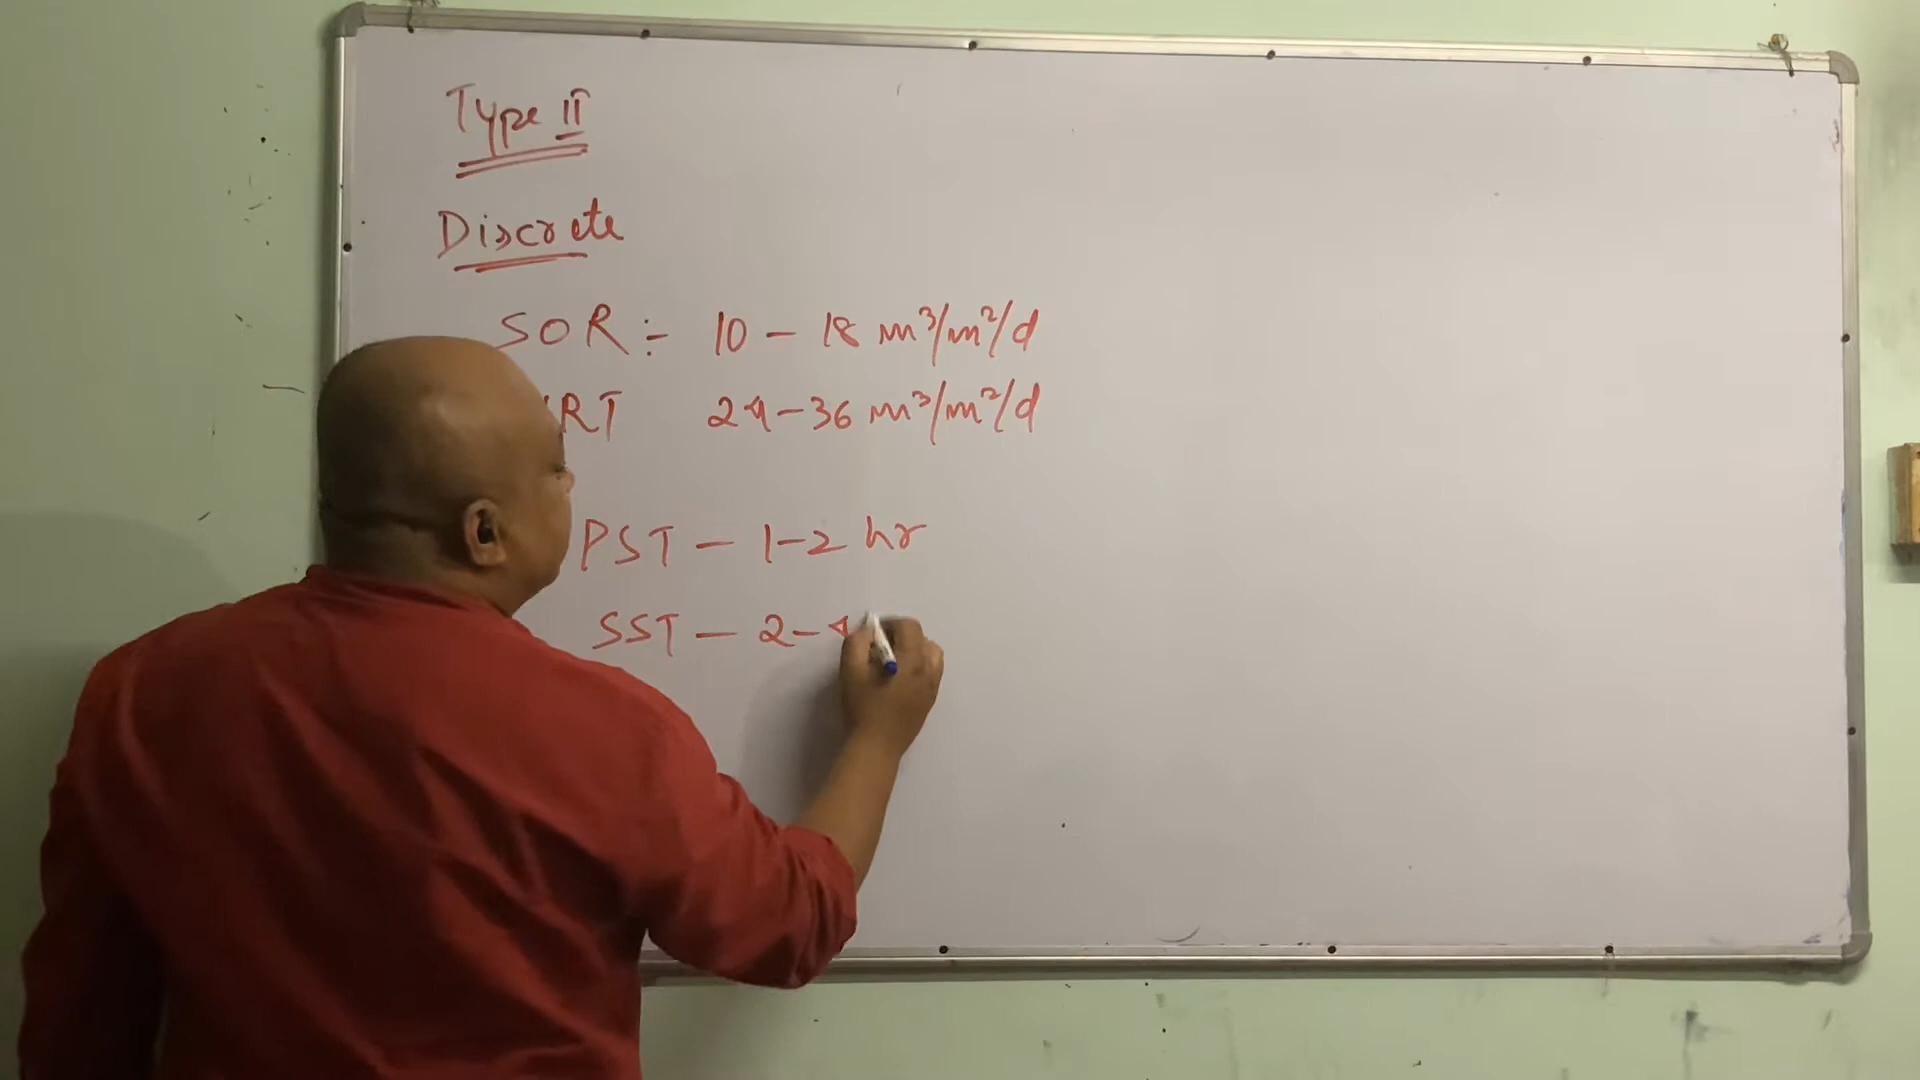 Type II
Discrete
SOR :- 10 - 18 m³/m²/d
RT 24-36 m³/m²/d
PST - 1-2 hr
SST - 2-4